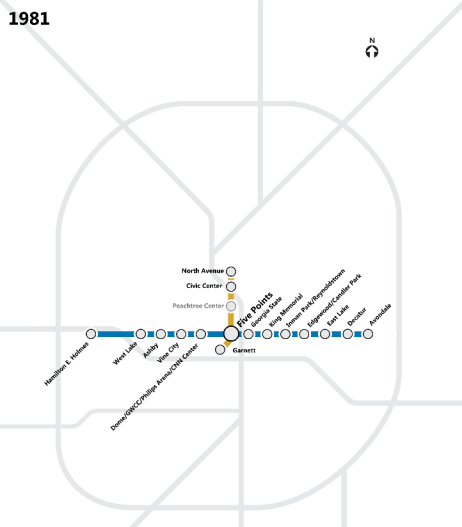 1981
N
North Avenue
Civic Center
Peachtree Center
Five Points
Georgia State
King Memorial
Inman Park/Reynoldstown
Edgewood/Candler Park
East Lake
Decatur
Avondale
Garnett
Hamilton E. Holmes
West Lake
Ashby
Vine City
Dome/GWCC/Philips Arena/CNN Center